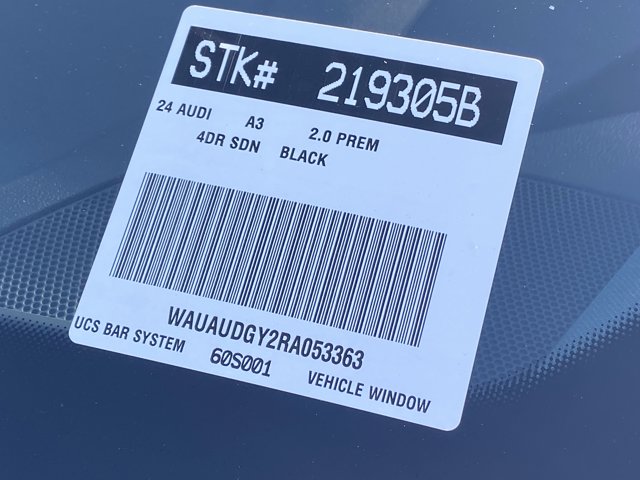 STK# 219305B
24 AUDI A3 2.0 PREM
4DR SDN BLACK
WAUAUDGY2RA053363
UCS BAR SYSTEM 60S001 VEHICLE WINDOW